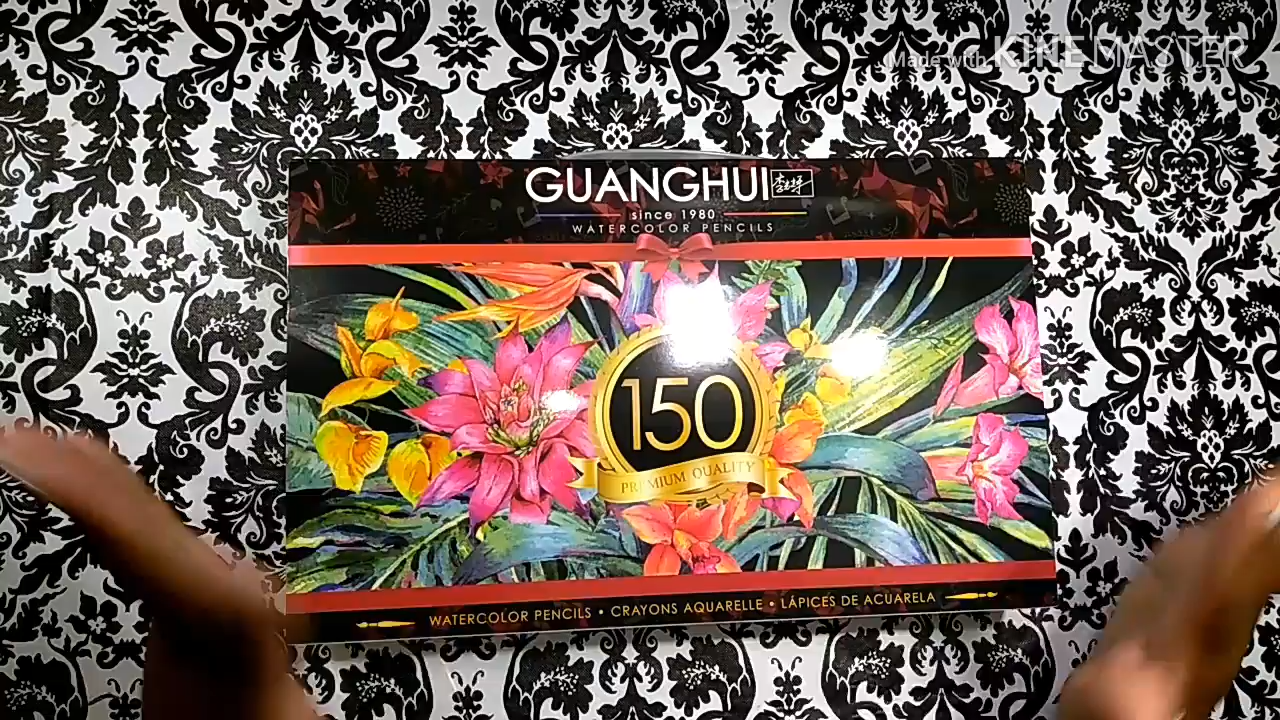 Made with KINEMASTER
GUANGHUI
since 1980
WATERCOLOR PENCILS
150
PREMIUM QUALITY
WATERCOLOR PENCILS • CRAYONS AQUARELLE • LÁPICES DE ACUARELA